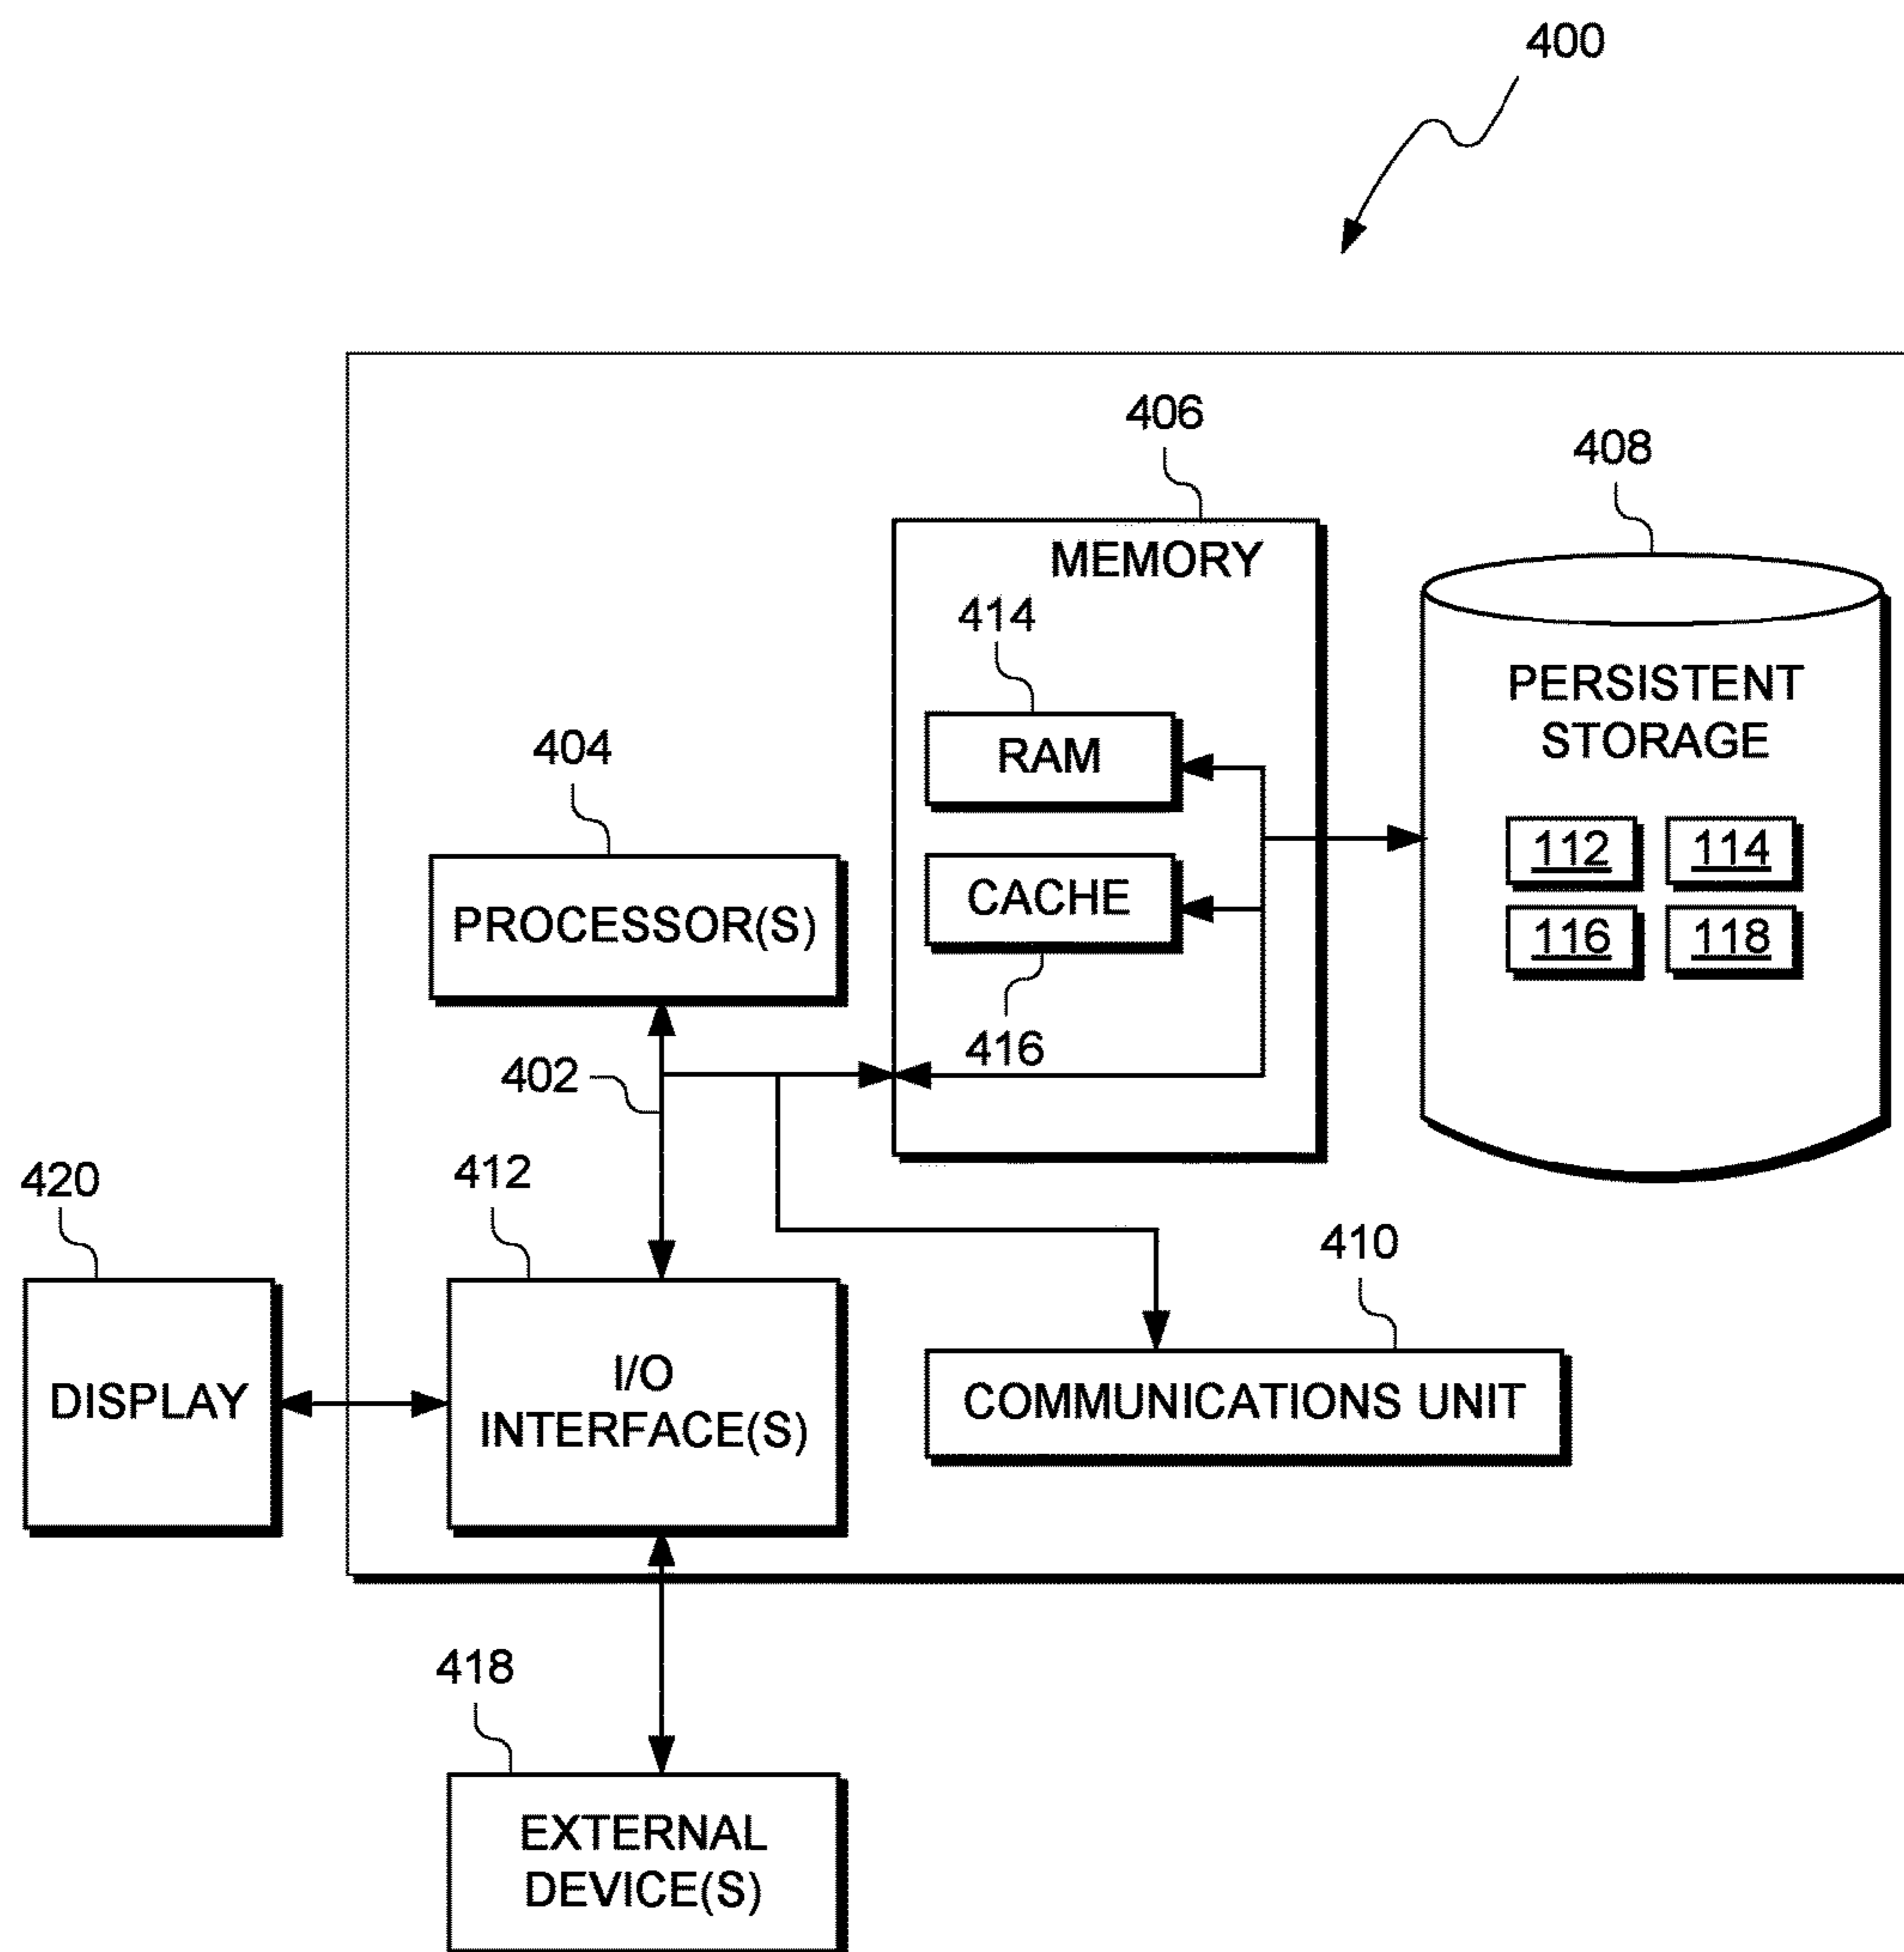 400
406
408
MEMORY
414
PERSISTENT
STORAGE
RAM
404
112 114
CACHE
PROCESSOR(S)
116 118
416
402
420
412
410
I/O
INTERFACE(S)
DISPLAY
COMMUNICATIONS UNIT
418
EXTERNAL
DEVICE(S)